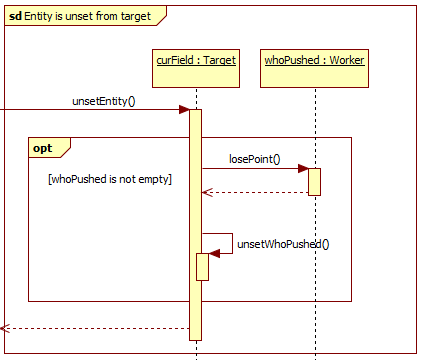 sd Entity is unset from target
curField : Target
whoPushed : Worker
unsetEntity()
opt
losePoint()
[whoPushed is not empty]
unsetWhoPushed()